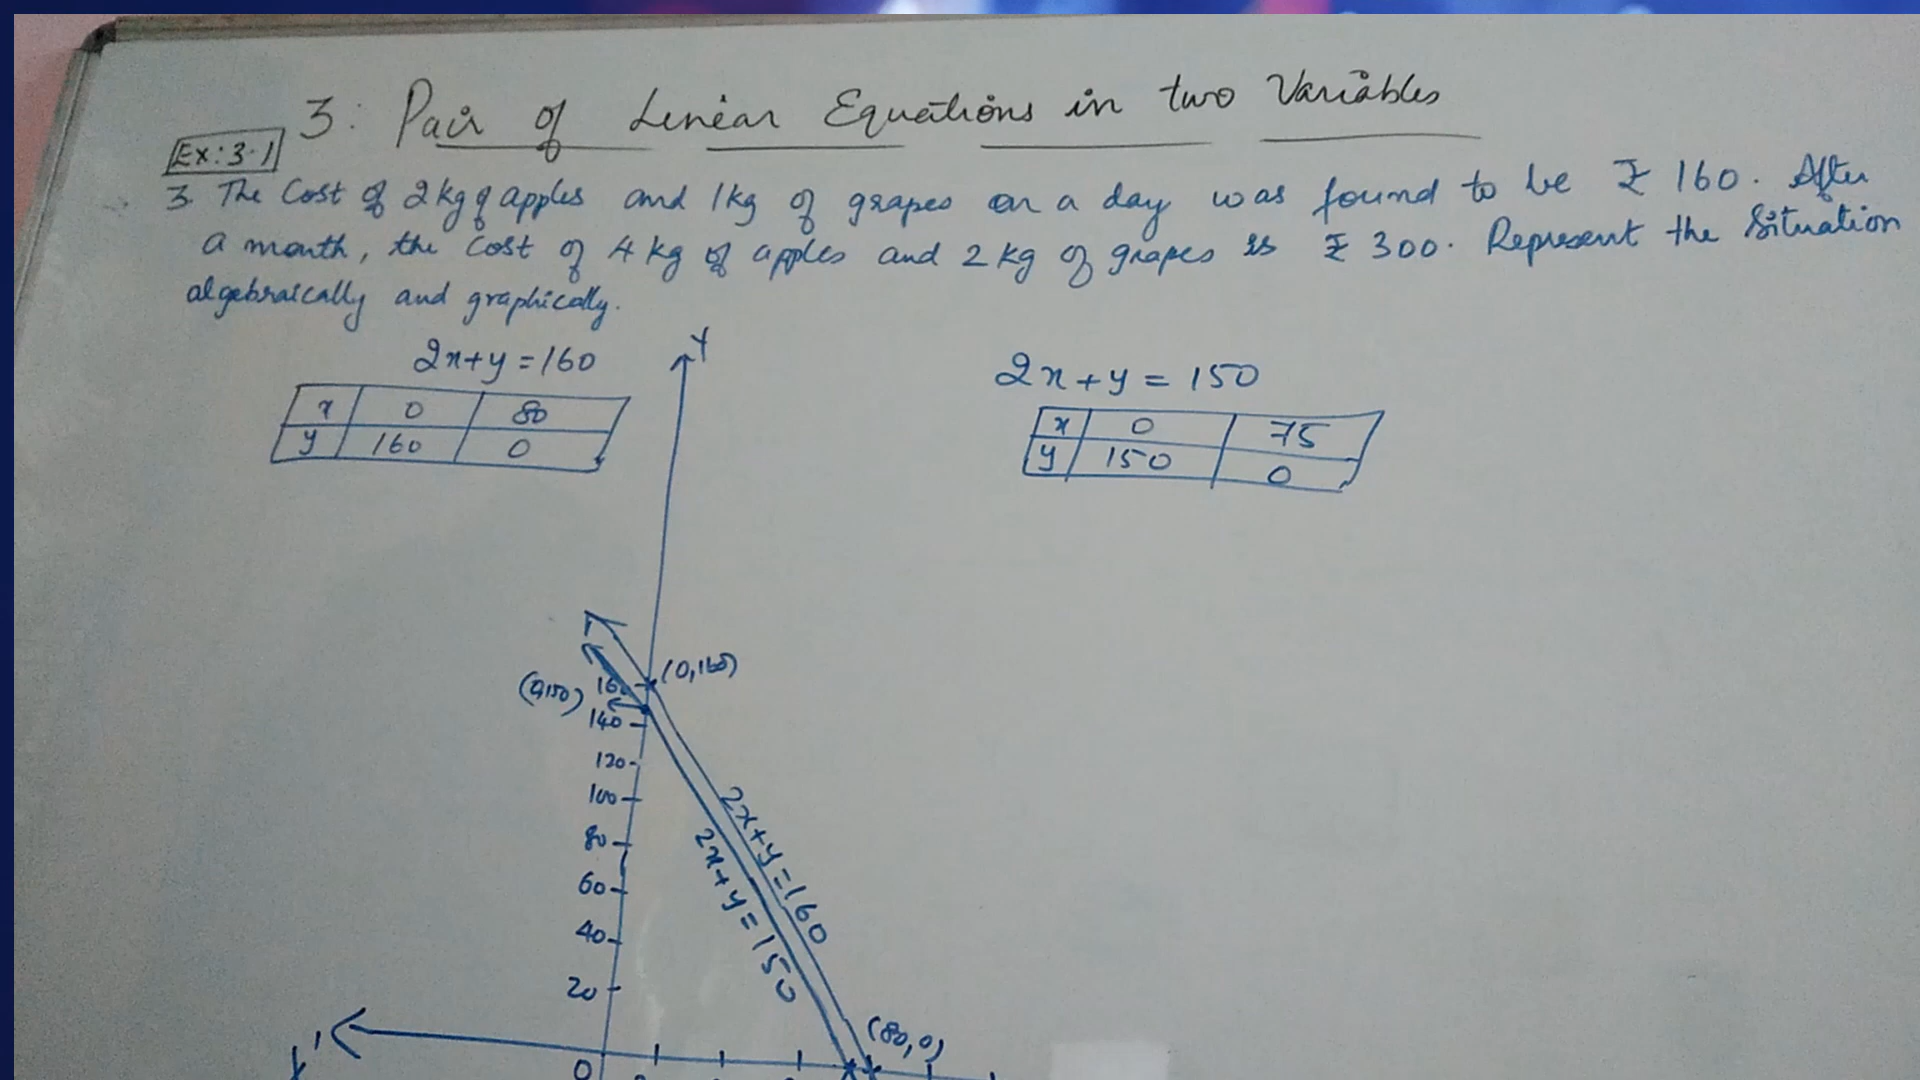 3: Pair of Linear Equations in two Variables
Ex: 3.1
3. The Cost of 2kg of apples and 1kg of grapes on a day was found to be ₹ 160. After
a month, the cost of 4 kg of apples and 2 kg of grapes is ₹ 300. Represent the Situation
algebraically and graphically.
2x+y=160
x 0 80
y 160 0
2x+y = 150
x 0 75
y 150 0
Y
(0,160)
(0,150)
160
140
120
100
80
60
40
20
2x+y=160
2x+y=150
(80,0)
X'
0